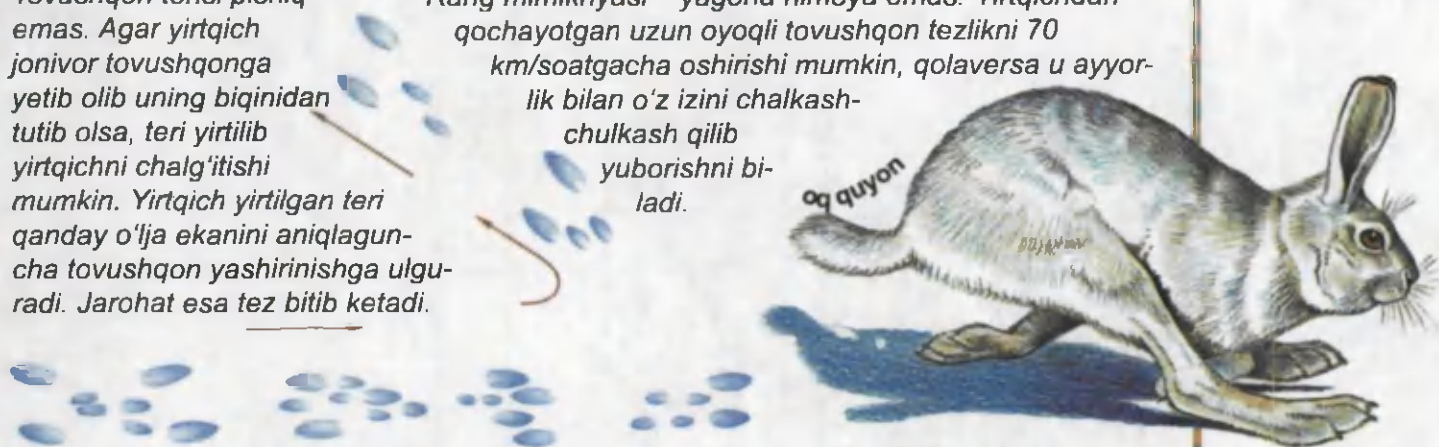 emas. Agar yirtqich
jonivor tovushqonga
yetib olib uning biqinidan
tutib olsa, teri yirtilib
yirtqichni chalg'itishi
mumkin. Yirtqich yirtilgan teri
qanday o'lja ekanini aniqlagun-
cha tovushqon yashirinishga ulgu-
radi. Jarohat esa tez bitib ketadi.
qochayotgan uzun oyoqli tovushqon tezlikni 70
km/soatgacha oshirishi mumkin, qolaversa u ayyor-
lik bilan o'z izini chalkash-
chulkash qilib
yuborishni bi-
ladi.
oq quyon